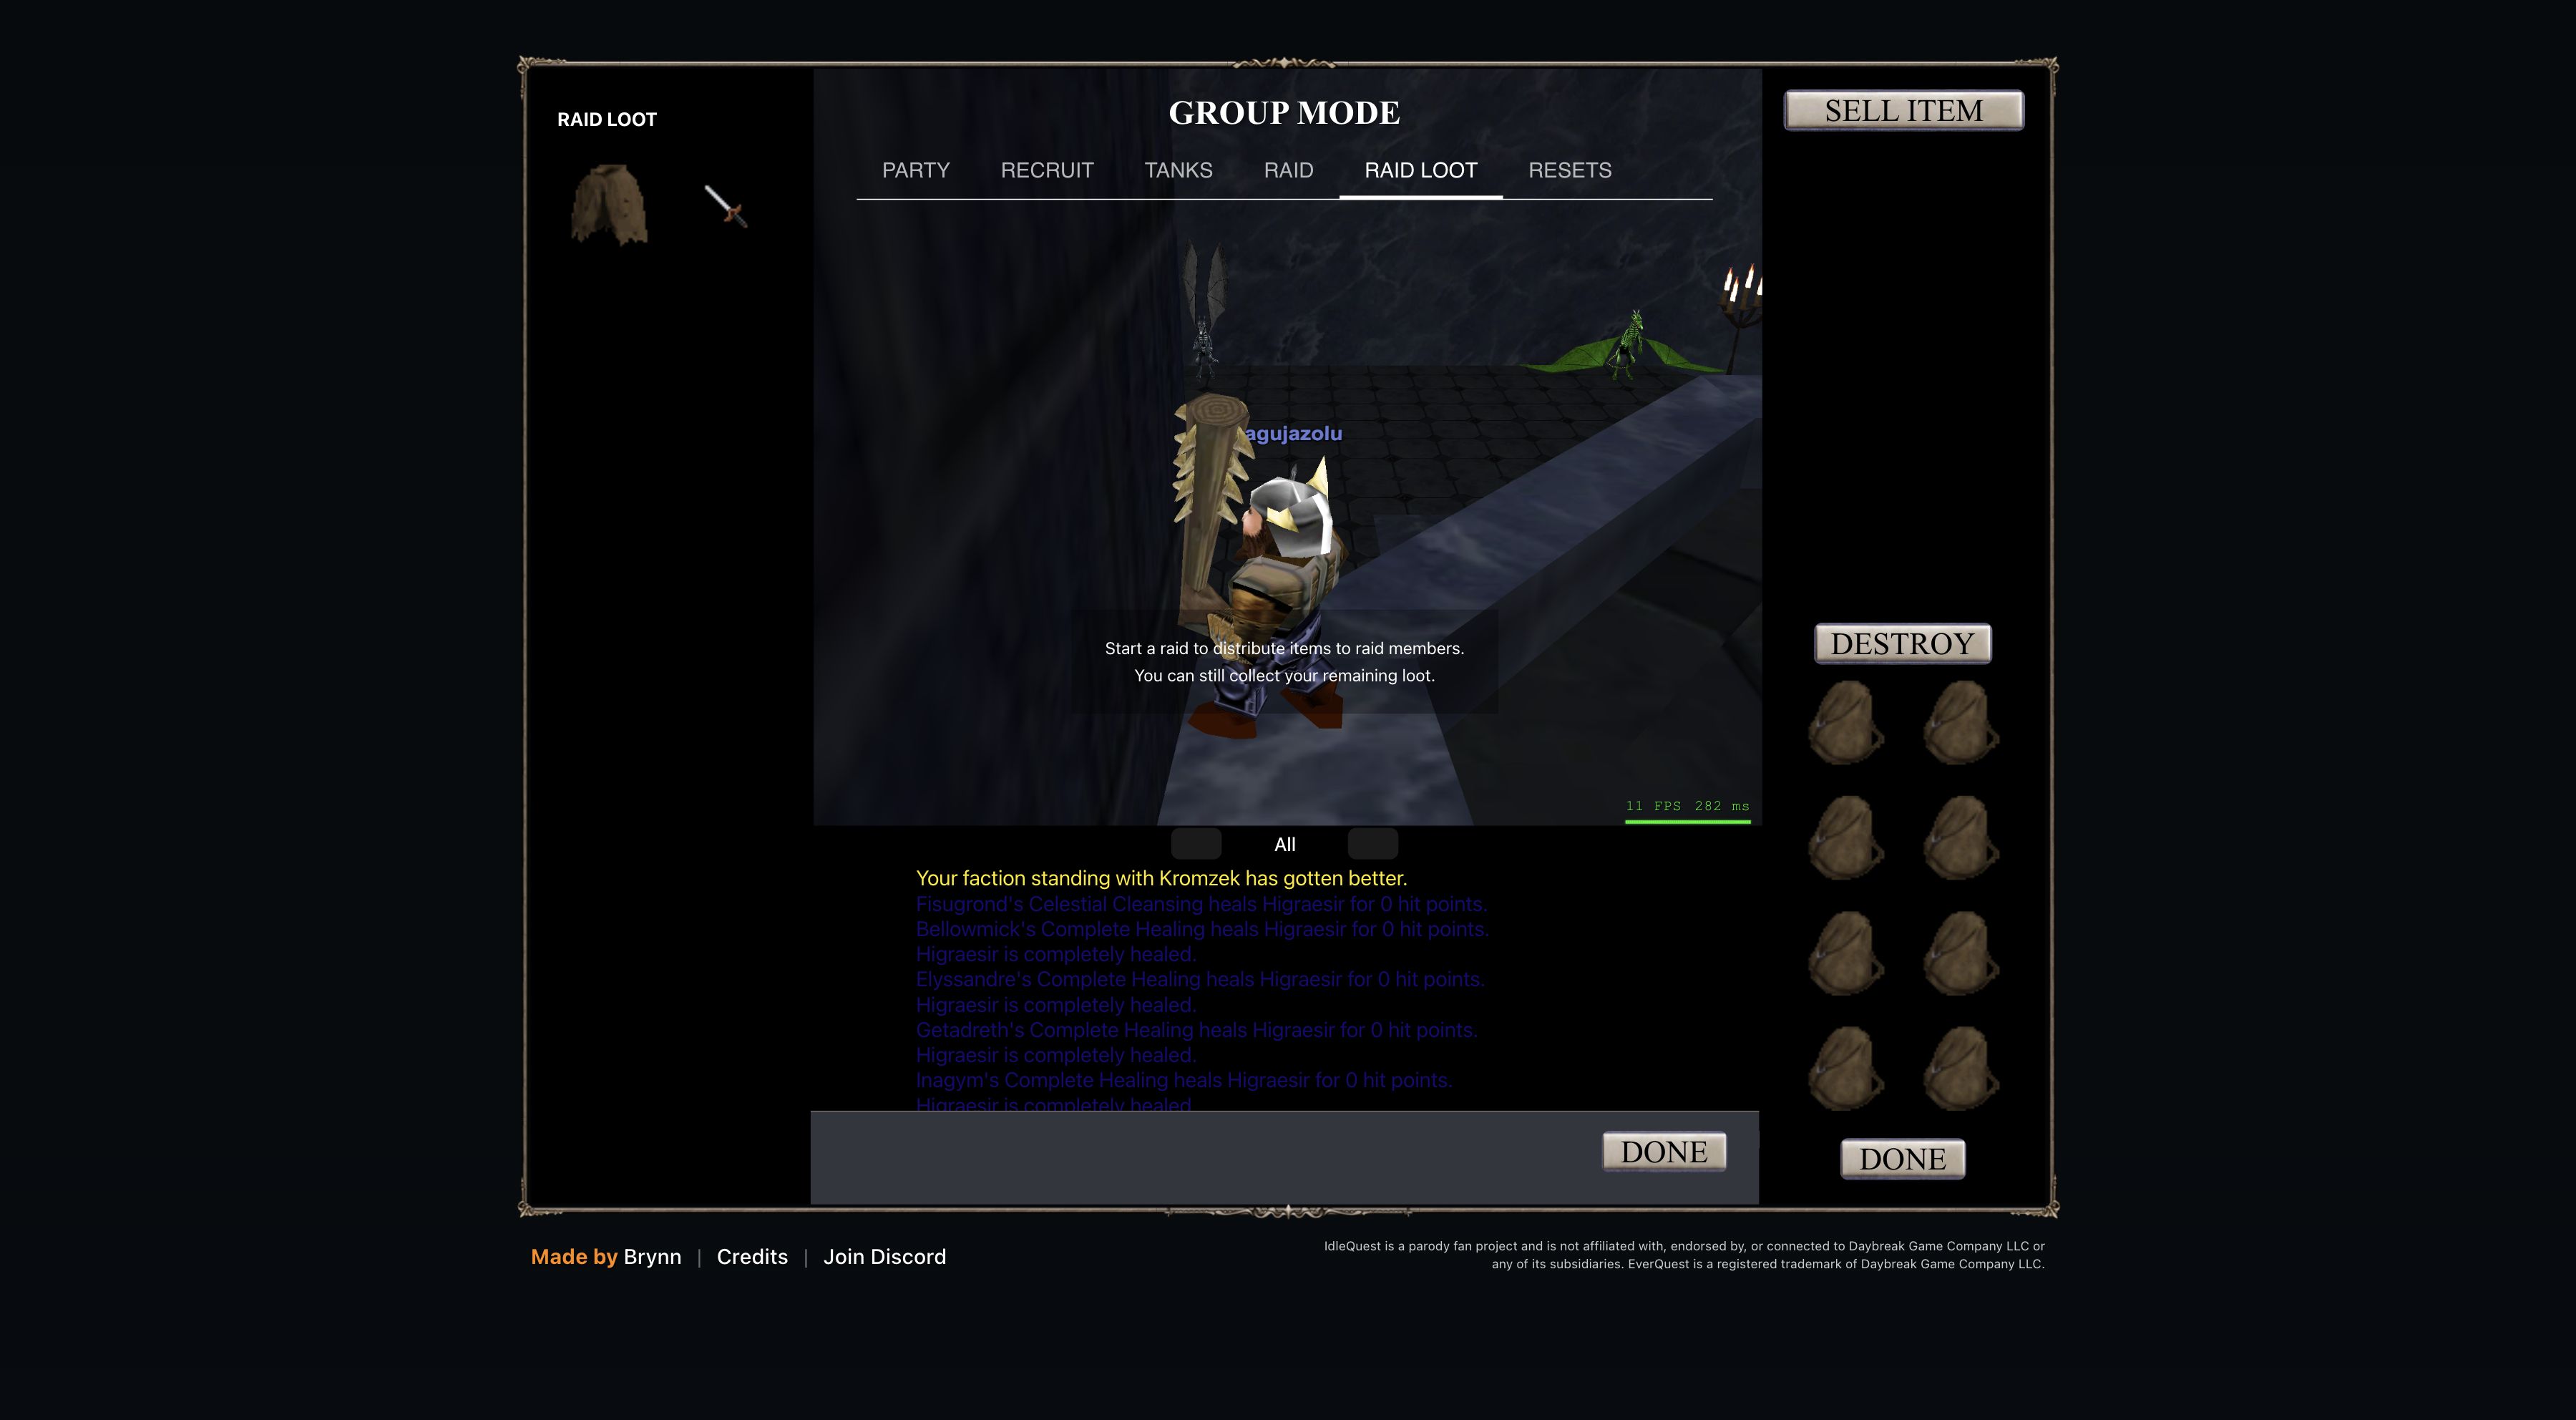 RAID LOOT
GROUP MODE
SELL ITEM
PARTY RECRUIT TANKS RAID RAID LOOT RESETS
agujazolu
Start a raid to distribute items to raid members.
You can still collect your remaining loot.
DESTROY
11 FPS 282 ms
All
Your faction standing with Kromzek has gotten better.
Fisugrond's Celestial Cleansing heals Higraesir for 0 hit points.
Bellowmick's Complete Healing heals Higraesir for 0 hit points.
Higraesir is completely healed.
Elyssandre's Complete Healing heals Higraesir for 0 hit points.
Higraesir is completely healed.
Getadreth's Complete Healing heals Higraesir for 0 hit points.
Higraesir is completely healed.
Inagym's Complete Healing heals Higraesir for 0 hit points.
Higraesir is completely healed.
DONE
DONE
Made by Brynn | Credits | Join Discord
IdleQuest is a parody fan project and is not affiliated with, endorsed by, or connected to Daybreak Game Company LLC or
any of its subsidiaries. EverQuest is a registered trademark of Daybreak Game Company LLC.